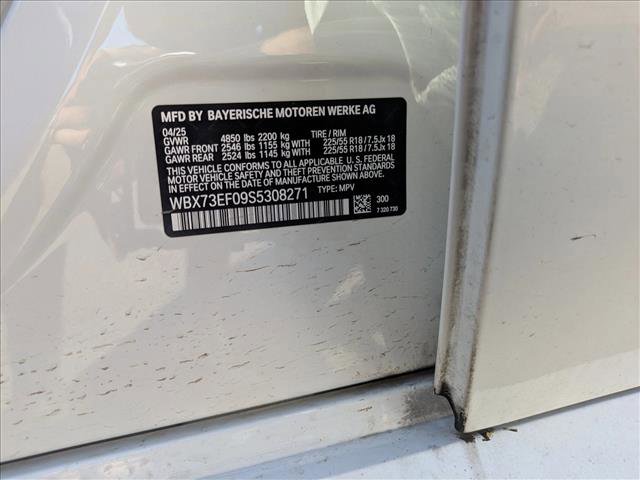 MFD BY BAYERISCHE MOTOREN WERKE AG
04/25
GVWR 4850 lbs 2200 kg TIRE / RIM
GAWR FRONT 2546 lbs 1155 kg WITH 225/55 R18 / 7.5Jx 18
GAWR REAR 2524 lbs 1145 kg WITH 225/55 R18 / 7.5Jx 18
THIS VEHICLE CONFORMS TO ALL APPLICABLE U. S. FEDERAL
MOTOR VEHICLE SAFETY AND THEFT PREVENTION STANDARDS IN
EFFECT ON THE DATE OF MANUFACTURE SHOWN ABOVE.
WBX73EF09S5308271 TYPE: MPV
300
7 320 730